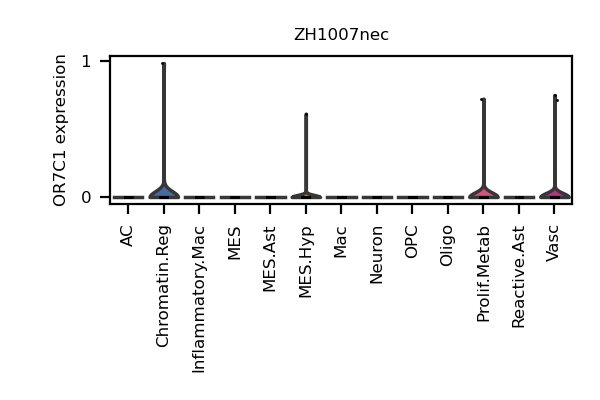 ZH1007nec
OR7C1 expression
1
0
AC
Chromatin.Reg
Inflammatory.Mac
MES
MES.Ast
MES.Hyp
Mac
Neuron
OPC
Oligo
Prolif.Metab
Reactive.Ast
Vasc